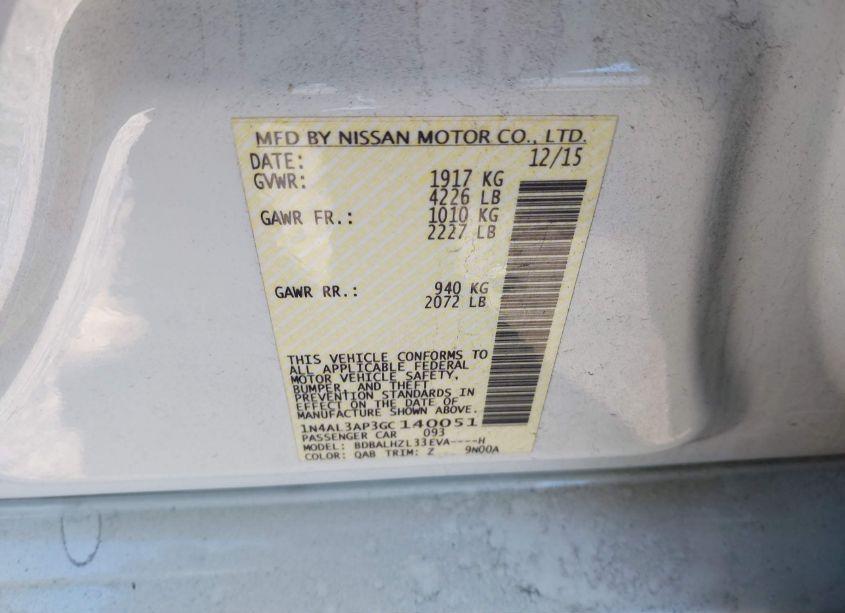 MFD BY NISSAN MOTOR CO., LTD.
DATE: 12/15
GVWR: 1917 KG
4226 LB
GAWR FR.: 1010 KG
2227 LB
GAWR RR.: 940 KG
2072 LB
THIS VEHICLE CONFORMS TO
ALL APPLICABLE FEDERAL
MOTOR VEHICLE SAFETY,
BUMPER, AND THEFT
PREVENTION STANDARDS IN
EFFECT ON THE DATE OF
MANUFACTURE SHOWN ABOVE.
1N4AL3AP3GC140051
PASSENGER CAR 093
MODEL: BDBALHZL33EVA----H
COLOR: QAB TRIM: Z 9N00A